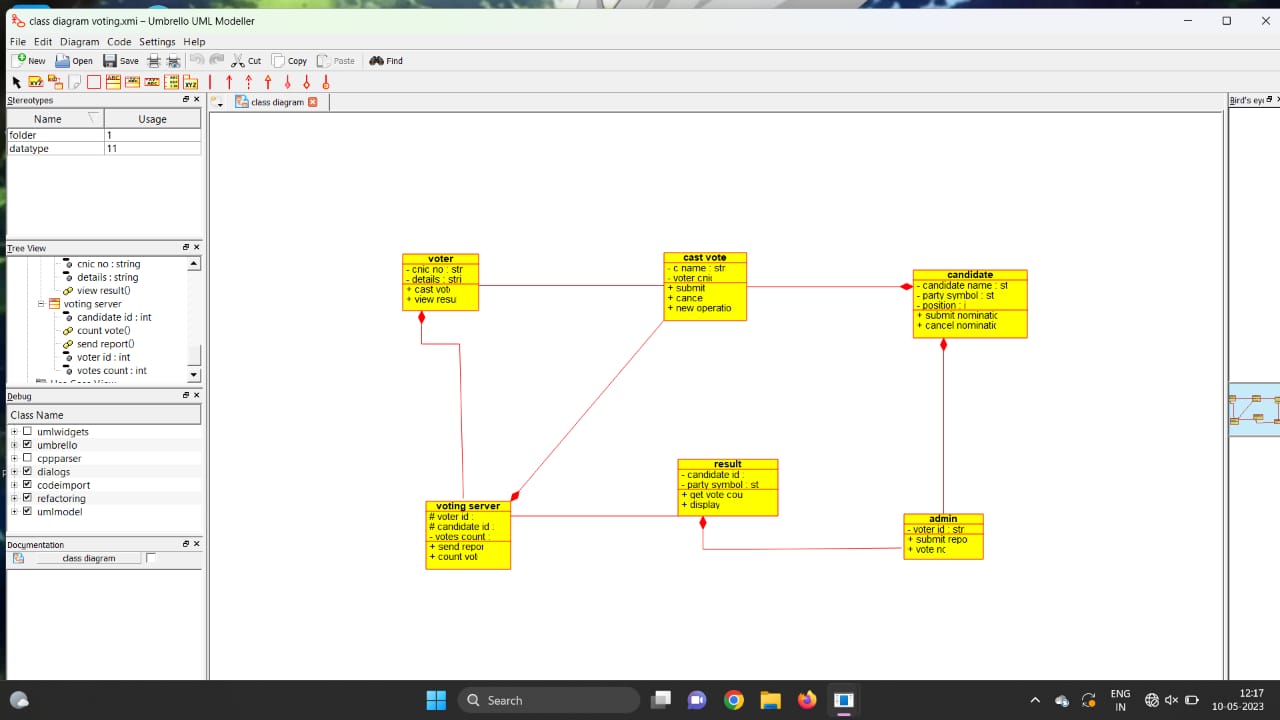 class diagram voting.xmi – Umbrello UML Modeller
File Edit Diagram Code Settings Help
New Open Save Cut Copy Paste Find
Stereotypes
Name Usage
folder 1
datatype 11
Tree View
cnic no : string
details : string
view result()
voting server
candidate id : int
count vote()
send report()
voter id : int
votes count : int
Debug
Class Name
umlwidgets
umbrello
cppparser
dialogs
codeimport
refactoring
umlmodel
Documentation
class diagram
class diagram
Bird's ey
voter
- cnic no : str
- details : stri
+ cast vot
+ view resu
cast vote
- c name : str
- voter cni
+ submit
+ cance
+ new operatio
candidate
- candidate name : st
- party symbol : st
- position : i
+ submit nominatic
+ cancel nominatic
result
- candidate id :
- party symbol : st
+ get vote cou
+ display
voting server
# voter id :
# candidate id :
- votes count :
+ send repor
+ count vot
admin
- voter id : str
+ submit repo
+ vote nc
Search
ENG
IN
12:17
10-05-2023